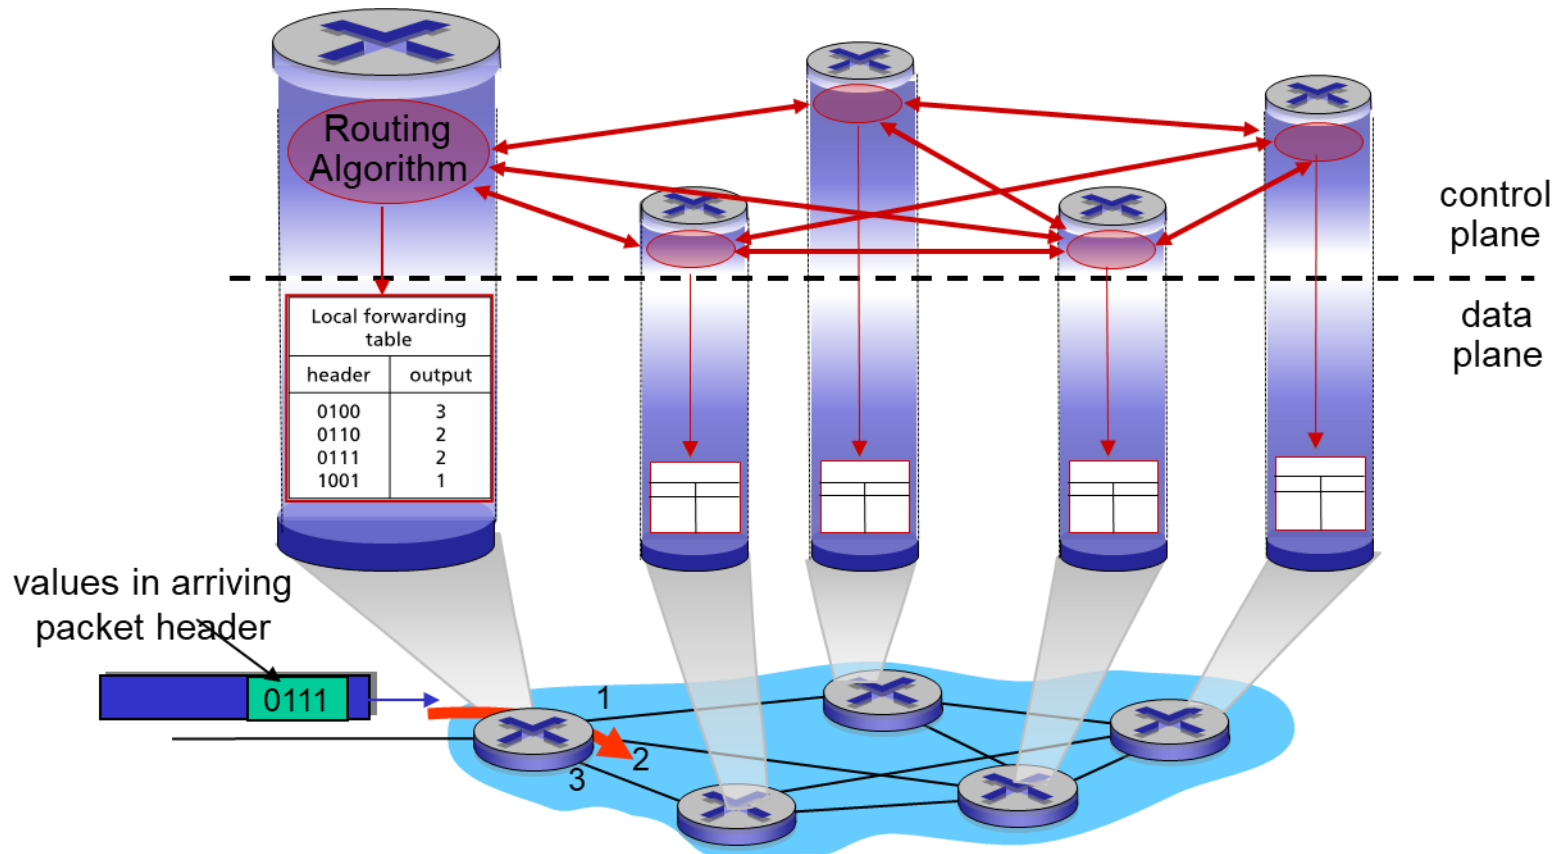 Routing
Algorithm
control
plane
data
plane
Local forwarding
table
header output
0100 3
0110 2
0111 2
1001 1
values in arriving
packet header
0111
1
2
3